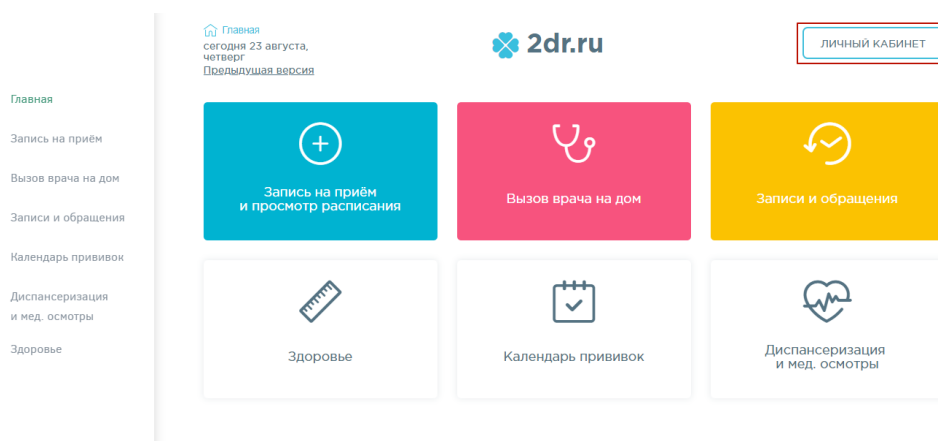 Главная
сегодня 23 августа,
четверг
Предыдущая версия
2dr.ru
ЛИЧНЫЙ КАБИНЕТ
Главная
Запись на приём
Вызов врача на дом
Записи и обращения
Календарь прививок
Диспансеризация
и мед. осмотры
Здоровье
Запись на приём
и просмотр расписания
Вызов врача на дом
Записи и обращения
Здоровье
Календарь прививок
Диспансеризация
и мед. осмотры